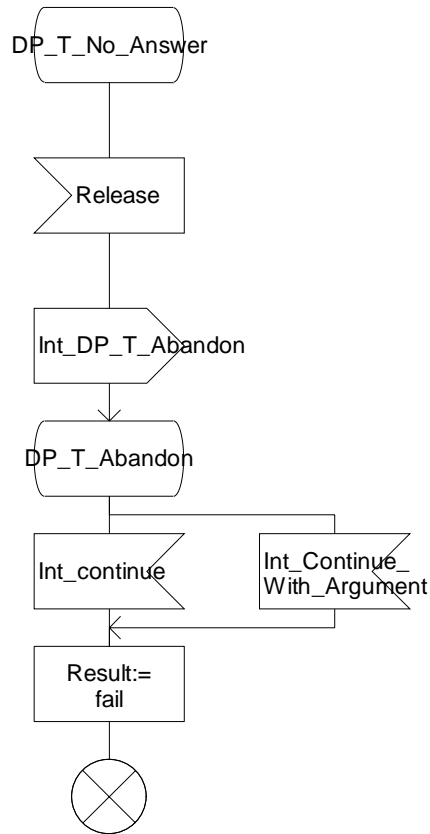 DP_T_No_Answer
Release
Int_DP_T_Abandon
DP_T_Abandon
Int_continue
Int_Continue_
With_Argument
Result:=
fail